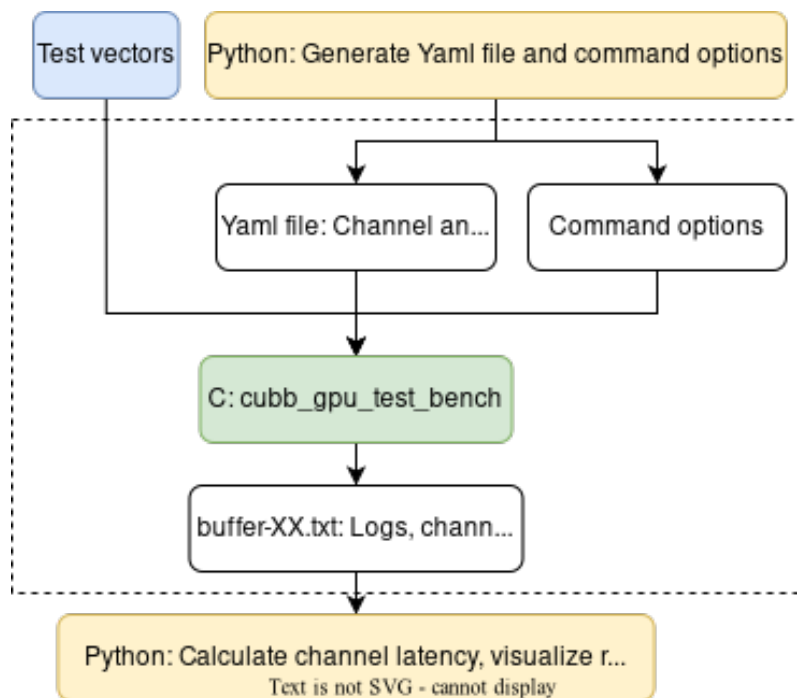 Test vectors
Python: Generate Yaml file and command options
Yaml file: Channel an...
Command options
C: cubb_gpu_test_bench
buffer-XX.txt: Logs, chann...
Python: Calculate channel latency, visualize r...
Text is not SVG - cannot display